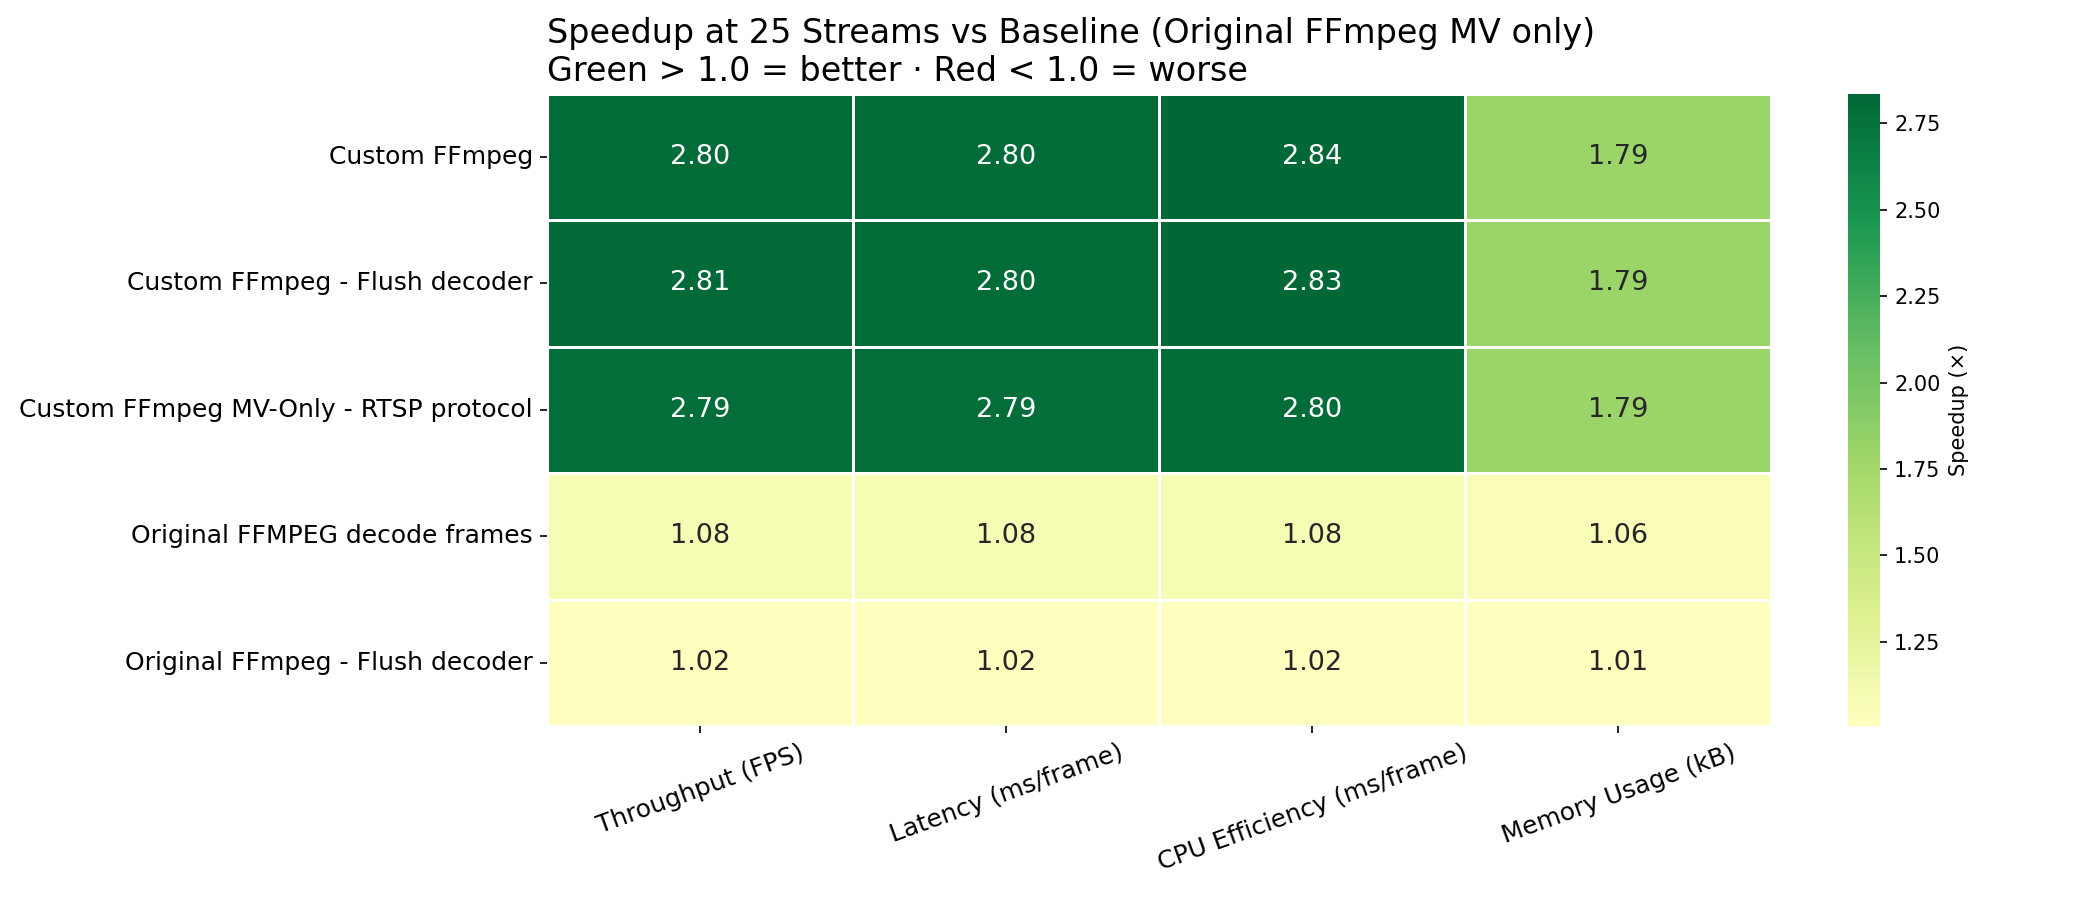 Speedup at 25 Streams vs Baseline (Original FFmpeg MV only)
Green > 1.0 = better · Red < 1.0 = worse
Custom FFmpeg
2.80
2.80
2.84
1.79
Custom FFmpeg - Flush decoder
2.81
2.80
2.83
1.79
Custom FFmpeg MV-Only - RTSP protocol
2.79
2.79
2.80
1.79
Original FFMPEG decode frames
1.08
1.08
1.08
1.06
Original FFmpeg - Flush decoder
1.02
1.02
1.02
1.01
Throughput (FPS)
Latency (ms/frame)
CPU Efficiency (ms/frame)
Memory Usage (kB)
2.75
2.50
2.25
2.00
1.75
1.50
1.25
Speedup (×)